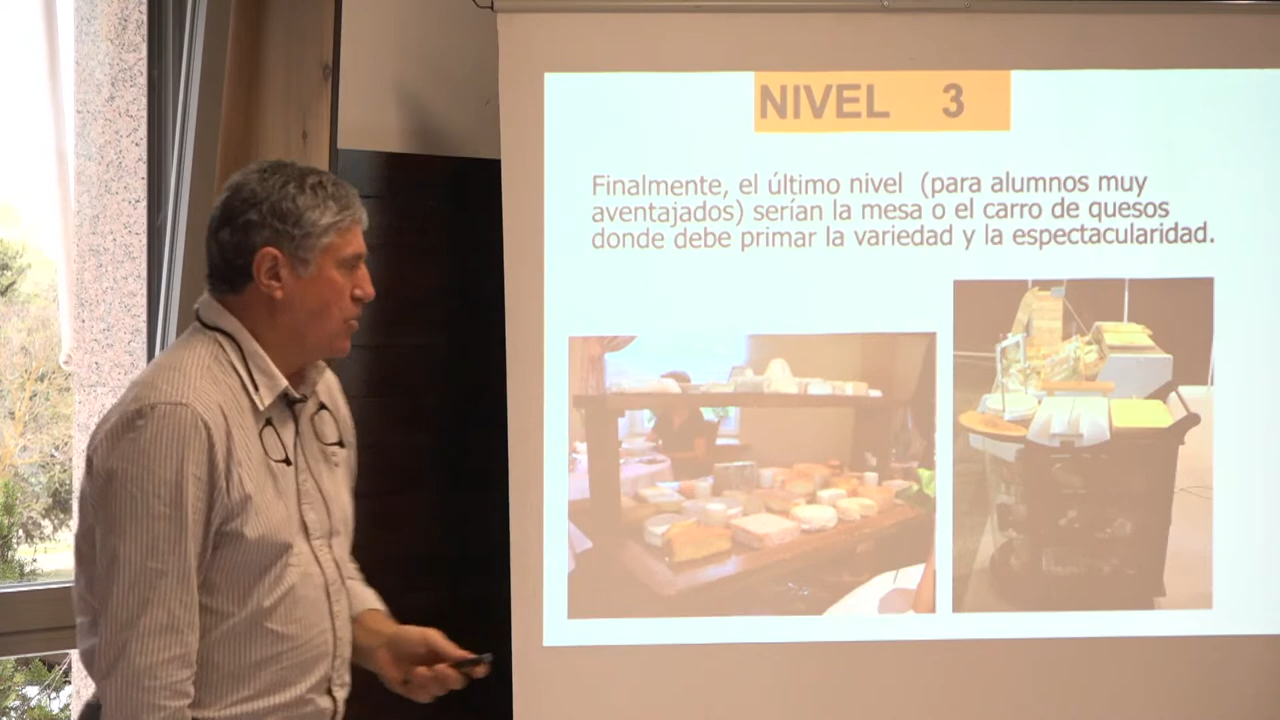 NIVEL 3
Finalmente, el último nivel (para alumnos muy
aventajados) serían la mesa o el carro de quesos
donde debe primar la variedad y la espectacularidad.